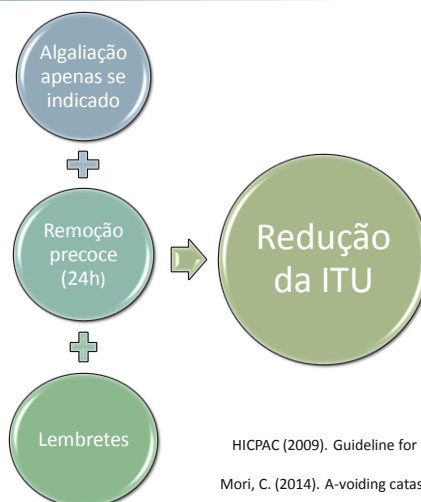 Algaliação
apenas se
indicado
Remoção
precoce
(24h)
Lembretes
Redução
da ITU
HICPAC (2009). Guideline for
Mori, C. (2014). A-voiding